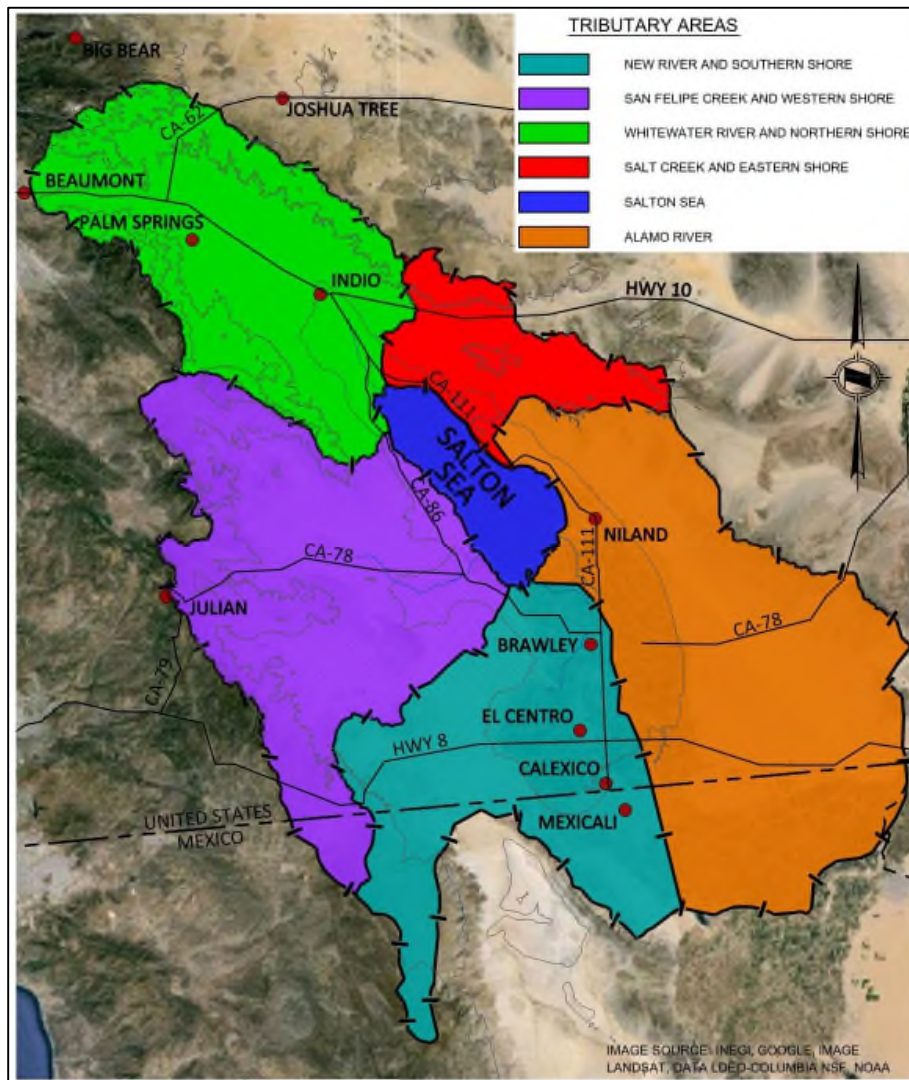 TRIBUTARY AREAS
NEW RIVER AND SOUTHERN SHORE
SAN FELIPE CREEK AND WESTERN SHORE
WHITEWATER RIVER AND NORTHERN SHORE
SALT CREEK AND EASTERN SHORE
SALTON SEA
ALAMO RIVER
BIG BEAR
JOSHUA TREE
CA-62
BEAUMONT
PALM SPRINGS
INDIO
HWY 10
CA-111
SALTON
SEA
CA-86
NILAND
CA-111
CA-78
JULIAN
CA-78
BRAWLEY
CA-79
EL CENTRO
HWY 8
CALEXICO
UNITED STATES
MEXICO
MEXICALI
IMAGE SOURCE: INEGI, GOOGLE, IMAGE
LANDSAT, DATA LDEO-COLUMBIA NSF, NOAA